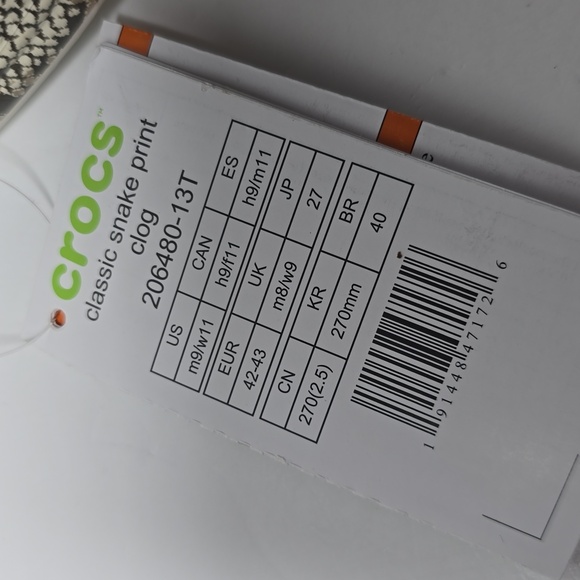 crocs™
classic snake print
clog
206480-13T
US CAN ES
m9/w11 h9/f11 h9/m11
EUR UK JP
42-43 m8/w9 27
CN KR BR
270(2.5) 270mm 40
1 91448 47172 6
e